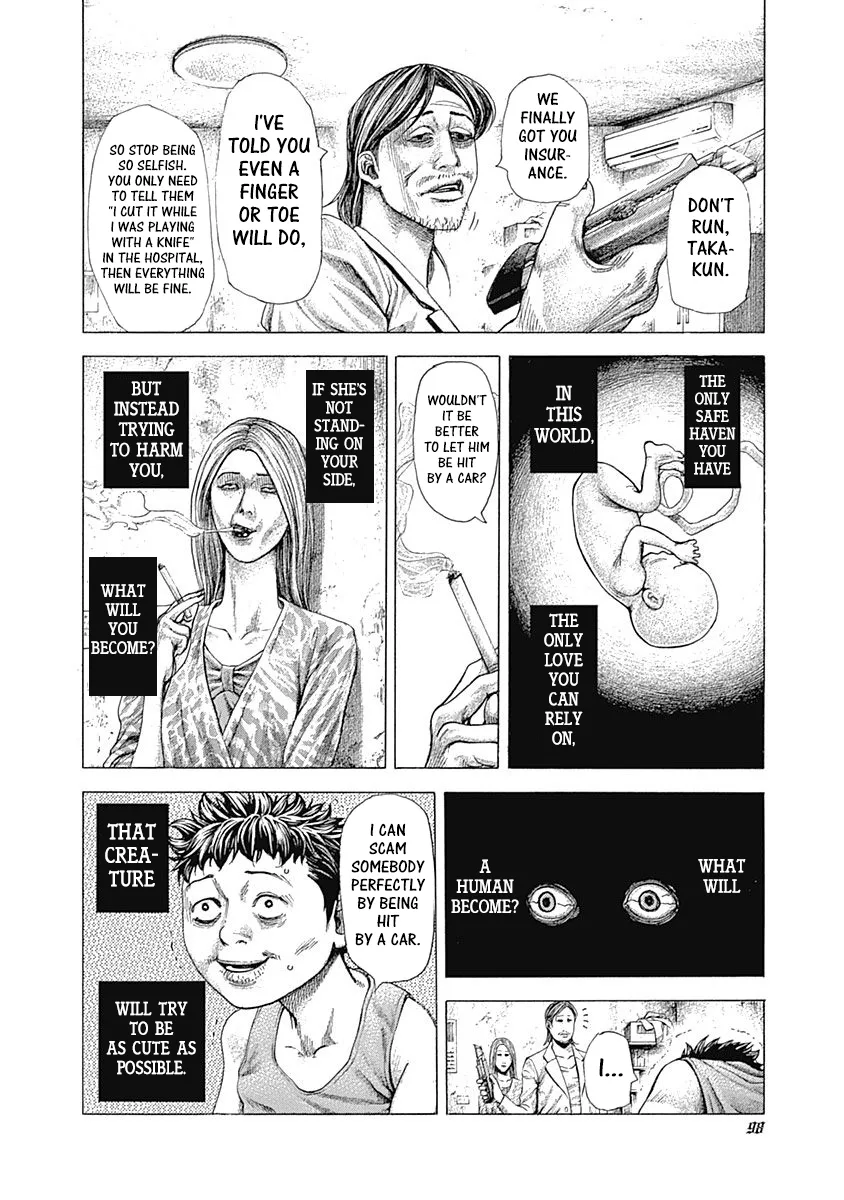 DON'T
RUN,
TAKA-
KUN.
WE
FINALLY
GOT YOU
INSUR-
ANCE.
I'VE
TOLD YOU
EVEN A
FINGER
OR TOE
WILL DO,
SO STOP BEING
SO SELFISH.
YOU ONLY NEED
TO TELL THEM
"I CUT IT WHILE
I WAS PLAYING
WITH A KNIFE"
IN THE HOSPITAL,
THEN EVERYTHING
WILL BE FINE.
THE
ONLY
SAFE
HAVEN
YOU
HAVE
IN
THIS
WORLD,
THE
ONLY
LOVE
YOU
CAN
RELY
ON,
WOULDN'T
IT BE
BETTER
TO LET HIM
BE HIT
BY A CAR?
IF SHE'S
NOT
STAND-
ING ON
YOUR
SIDE,
BUT
INSTEAD
TRYING
TO HARM
YOU,
WHAT
WILL
YOU
BECOME?
WHAT
WILL
A
HUMAN
BECOME?
I...
I CAN
SCAM
SOMEBODY
PERFECTLY
BY BEING
HIT
BY A CAR.
THAT
CREA-
TURE
WILL TRY
TO BE
AS CUTE AS
POSSIBLE.
98